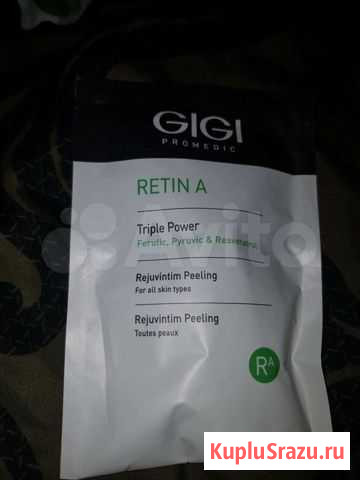 GIGI
PROMEDIC
RETIN A
Triple Power
Ferulic, Pyruvic & Resveratrol
Rejuvintim Peeling
For all skin types
Rejuvintim Peeling
Toutes peaux
RA
Avito
KupluSrazu.ru